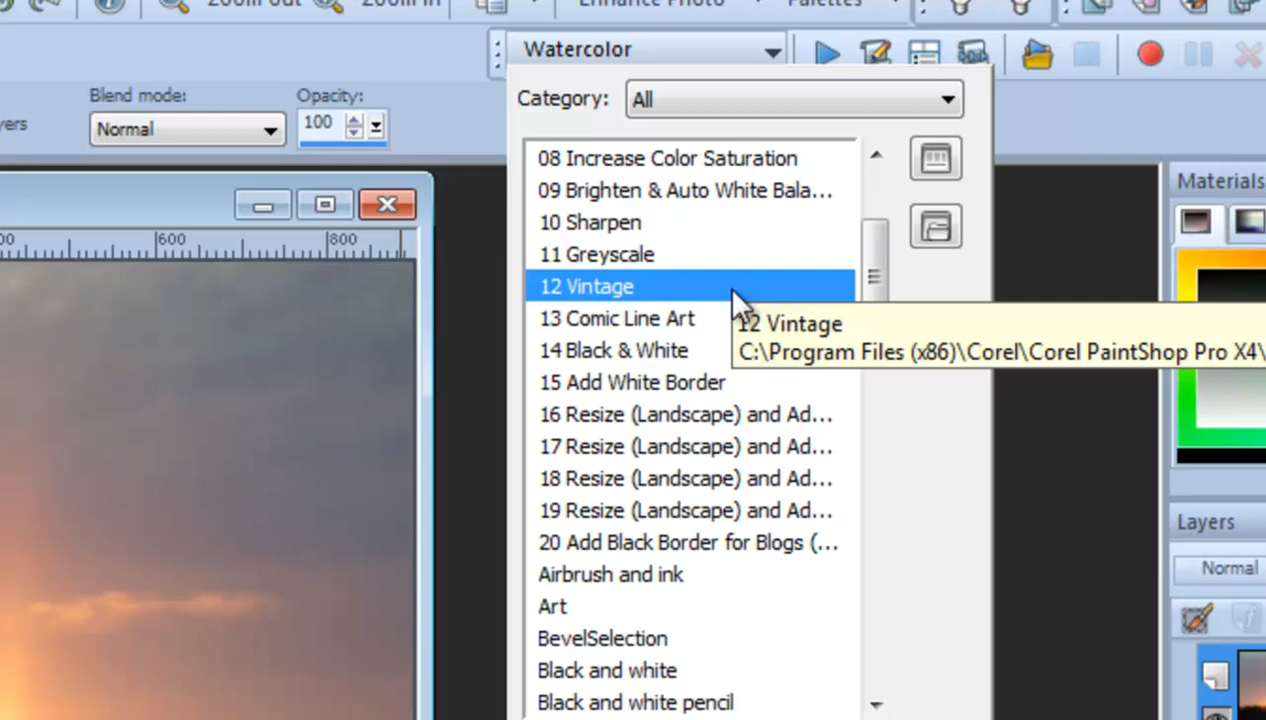 Zoom out
Zoom in
Enhance Photo
Palettes
Watercolor
Blend mode:
Opacity:
yers
Normal
100
Category:
All
08 Increase Color Saturation
09 Brighten & Auto White Bala...
10 Sharpen
11 Greyscale
12 Vintage
13 Comic Line Art
14 Black & White
15 Add White Border
16 Resize (Landscape) and Ad...
17 Resize (Landscape) and Ad...
18 Resize (Landscape) and Ad...
19 Resize (Landscape) and Ad...
20 Add Black Border for Blogs (...
Airbrush and ink
Art
BevelSelection
Black and white
Black and white pencil
12 Vintage
C:\Program Files (x86)\Corel\Corel PaintShop Pro X4\
00
600
800
Materials
Layers
Normal